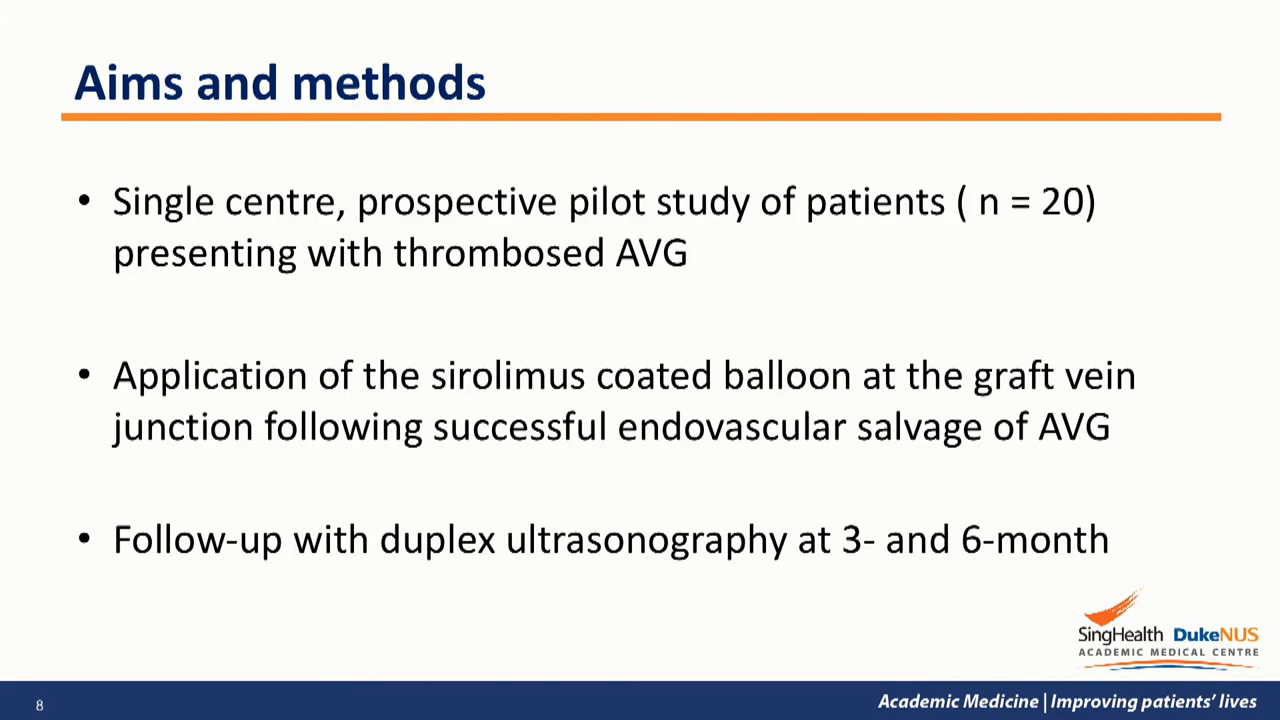 Aims and methods
• Single centre, prospective pilot study of patients ( n = 20)
presenting with thrombosed AVG
• Application of the sirolimus coated balloon at the graft vein
junction following successful endovascular salvage of AVG
• Follow-up with duplex ultrasonography at 3- and 6-month
SingHealth DukeNUS
ACADEMIC MEDICAL CENTRE
8
Academic Medicine | Improving patients’ lives